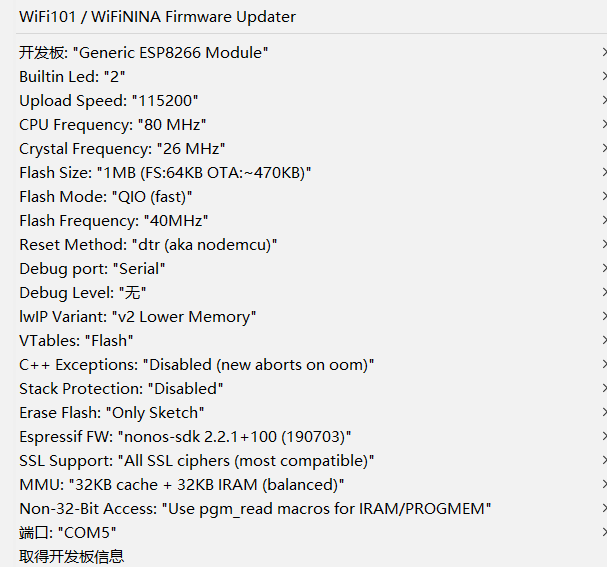 WiFi101 / WiFiNINA Firmware Updater
开发板: "Generic ESP8266 Module"
Builtin Led: "2"
Upload Speed: "115200"
CPU Frequency: "80 MHz"
Crystal Frequency: "26 MHz"
Flash Size: "1MB (FS:64KB OTA:~470KB)"
Flash Mode: "QIO (fast)"
Flash Frequency: "40MHz"
Reset Method: "dtr (aka nodemcu)"
Debug port: "Serial"
Debug Level: "无"
lwIP Variant: "v2 Lower Memory"
VTables: "Flash"
C++ Exceptions: "Disabled (new aborts on oom)"
Stack Protection: "Disabled"
Erase Flash: "Only Sketch"
Espressif FW: "nonos-sdk 2.2.1+100 (190703)"
SSL Support: "All SSL ciphers (most compatible)"
MMU: "32KB cache + 32KB IRAM (balanced)"
Non-32-Bit Access: "Use pgm_read macros for IRAM/PROGMEM"
端口: "COM5"
取得开发板信息